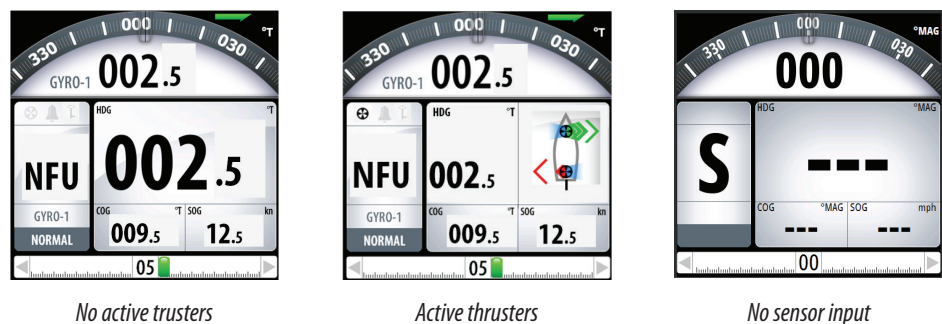 330 000 030 °T
GYRO-1 002.5
HDG °T
NFU 002.5
GYRO-1
NORMAL
COG °T SOG kn
009.5 12.5
05
No active trusters
330 000 030 °T
GYRO-1 002.5
HDG °T
NFU 002.5
GYRO-1
NORMAL
COG °T SOG kn
009.5 12.5
05
Active thrusters
330 000 030 °MAG
000
HDG °MAG
S ---
COG °MAG SOG mph
--- ---
00
No sensor input